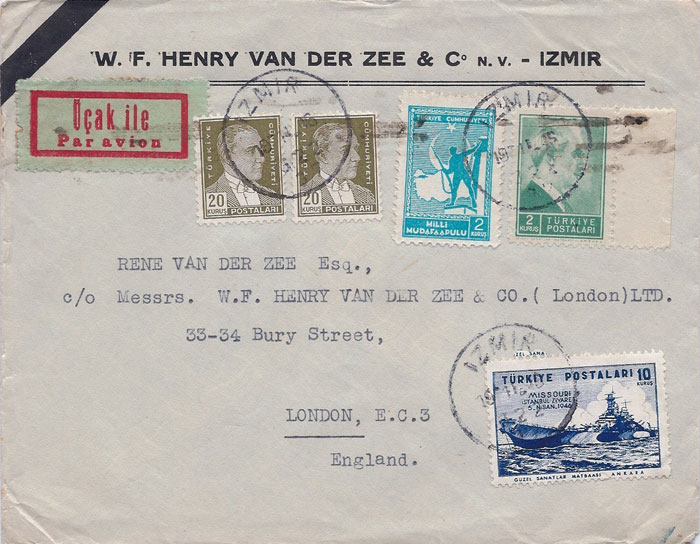 W. F. HENRY VAN DER ZEE & Cº N. V. - IZMIR
Uçak ile
Par avion
IZMIR
TÜRKİYE CUMHURİYETİ
20 KURUŞ POSTALARI
TÜRKİYE CUMHURİYETİ
20 KURUŞ POSTALARI
TÜRKİYE CUMHURİYETİ
MİLLİ MÜDAFAA PULU
2 KURUŞ
IZMIR
2 KURUŞ
TÜRKİYE POSTALARI
RENE VAN DER ZEE Esq.,
c/o Messrs. W.F. HENRY VAN DER ZEE & CO.( London)LTD.
33-34 Bury Street,
LONDON, E.C.3
England.
IZMIR
TÜRKİYE POSTALARI 10 KURUŞ
MISSOURI
İSTANBUL ZİYARETİ
5 NİSAN, 1946
GÜZEL SANATLAR MATBAASI ANKARA